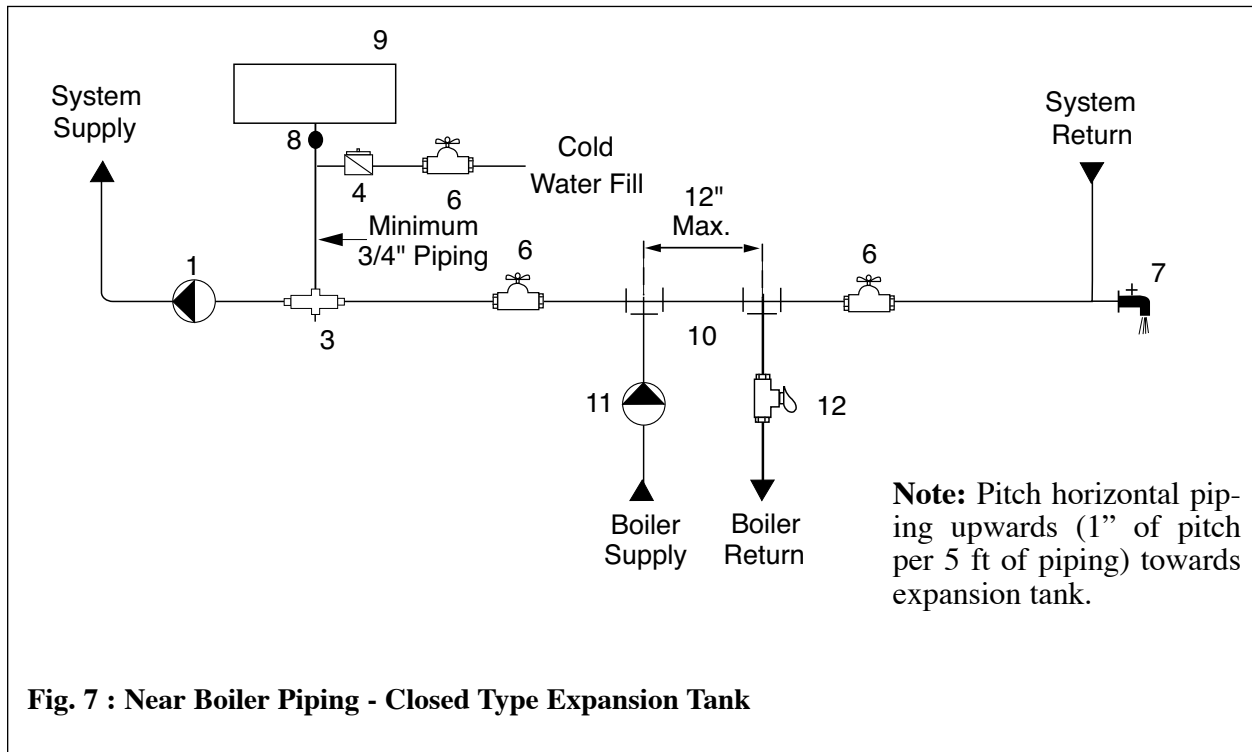 9
System
Supply
8
Cold
Water Fill
4
6
System
Return
12"
Max.
Minimum
3/4" Piping
1
6
6
7
3
10
11
12
Boiler
Supply
Boiler
Return
Note: Pitch horizontal pip-
ing upwards (1” of pitch
per 5 ft of piping) towards
expansion tank.
Fig. 7 : Near Boiler Piping - Closed Type Expansion Tank